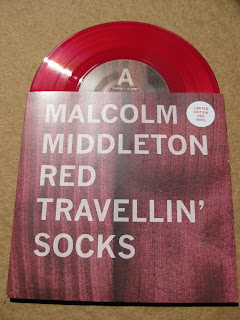 A
MALCOLM
MIDDLETON
LIMITED
EDITION
RED
VINYL
RED
TRAVELLIN'
SOCKS